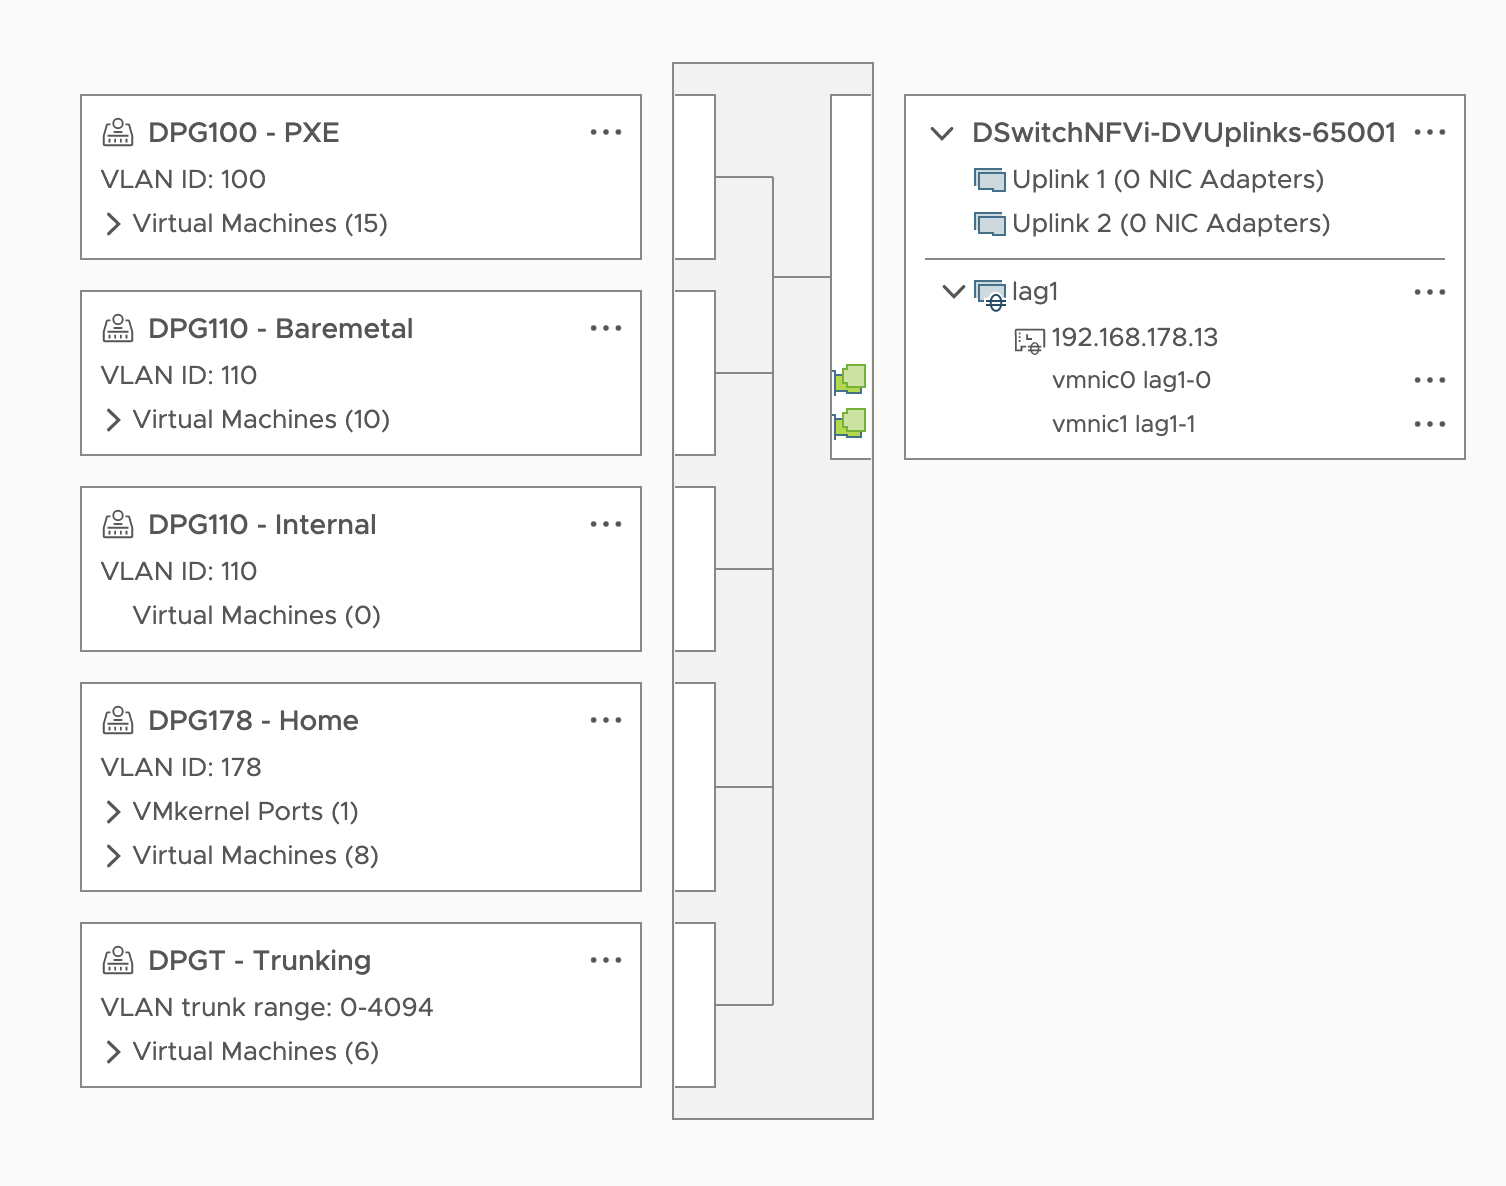 DPG100 - PXE
VLAN ID: 100
Virtual Machines (15)
DPG110 - Baremetal
VLAN ID: 110
Virtual Machines (10)
DPG110 - Internal
VLAN ID: 110
Virtual Machines (0)
DPG178 - Home
VLAN ID: 178
VMkernel Ports (1)
Virtual Machines (8)
DPGT - Trunking
VLAN trunk range: 0-4094
Virtual Machines (6)
DSwitchNFVi-DVUplinks-65001
Uplink 1 (0 NIC Adapters)
Uplink 2 (0 NIC Adapters)
lag1
192.168.178.13
vmnic0 lag1-0
vmnic1 lag1-1